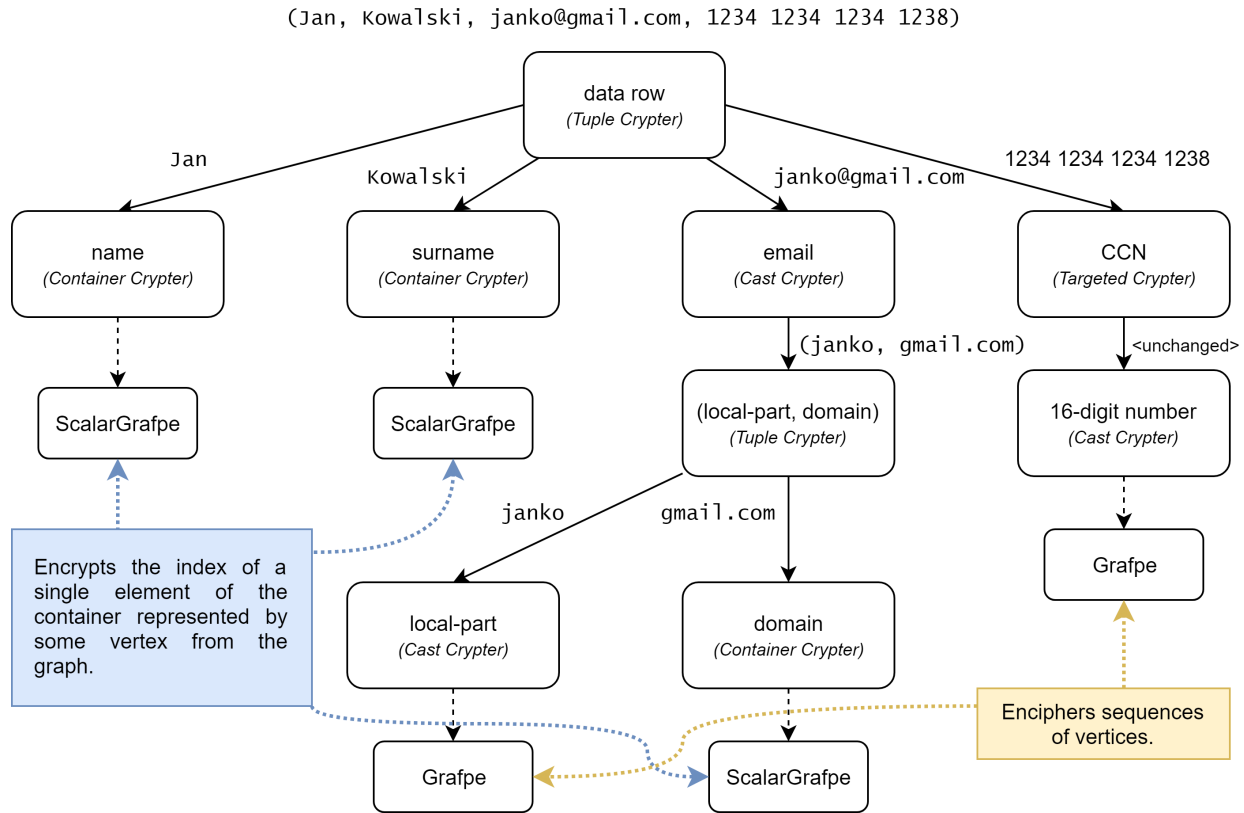 (Jan, Kowalski, janko@gmail.com, 1234 1234 1234 1238)
data row
(Tuple Crypter)
Jan
Kowalski
janko@gmail.com
1234 1234 1234 1238
name
(Container Crypter)
surname
(Container Crypter)
email
(Cast Crypter)
CCN
(Targeted Crypter)
(janko, gmail.com)
<unchanged>
ScalarGrafpe
ScalarGrafpe
(local-part, domain)
(Tuple Crypter)
16-digit number
(Cast Crypter)
janko
gmail.com
Encrypts the index of a
single element of the
container represented by
some vertex from the
graph.
Grafpe
local-part
(Cast Crypter)
domain
(Container Crypter)
Enciphers sequences
of vertices.
Grafpe
ScalarGrafpe